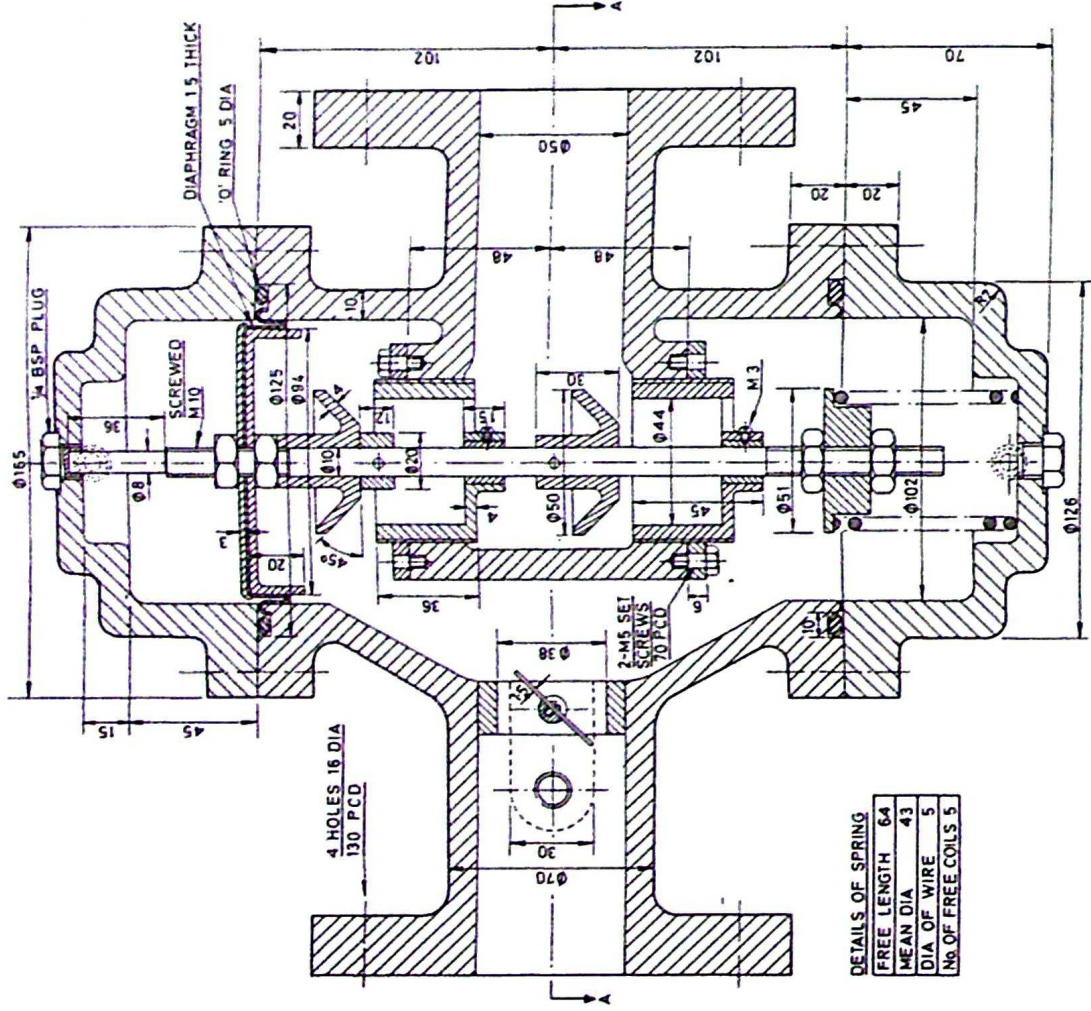 A
DIAPHRAGM 1.5 THICK
'O' RING 5 DIA
102
102
70
20
Ø50
45
20
20
Ø165
¼ BSP PLUG
48
48
10
36
SCREWED
M10
Ø125
Ø94
4
12
30
15
M3
R2
Ø8
Ø10
Ø20
Ø44
Ø51
Ø102
Ø126
3
20
45°
4
Ø50
45
36
6
10
2-M5 SET
SCREWS
70 PCD
Ø38
15
45
4 HOLES 16 DIA
130 PCD
30
Ø70
A
DETAILS OF SPRING
FREE LENGTH 64
MEAN DIA 43
DIA OF WIRE 5
No. OF FREE COILS 5